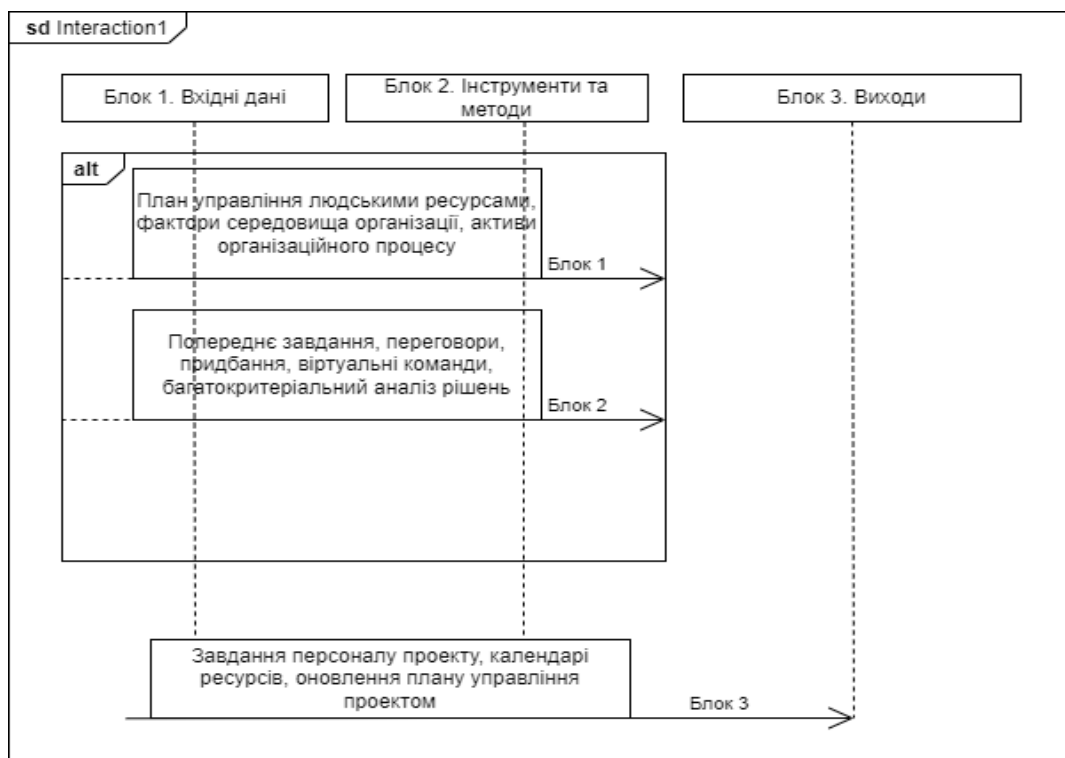 sd Interaction1
Блок 1. Вхідні дані
Блок 2. Інструменти та
методи
Блок 3. Виходи
alt
План управління людськими ресурсами,
фактори середовища організації, активи
організаційного процесу
Блок 1
Попереднє завдання, переговори,
придбання, віртуальні команди,
багатокритеріальний аналіз рішень
Блок 2
Завдання персоналу проекту, календарі
ресурсів, оновлення плану управління
проектом
Блок 3